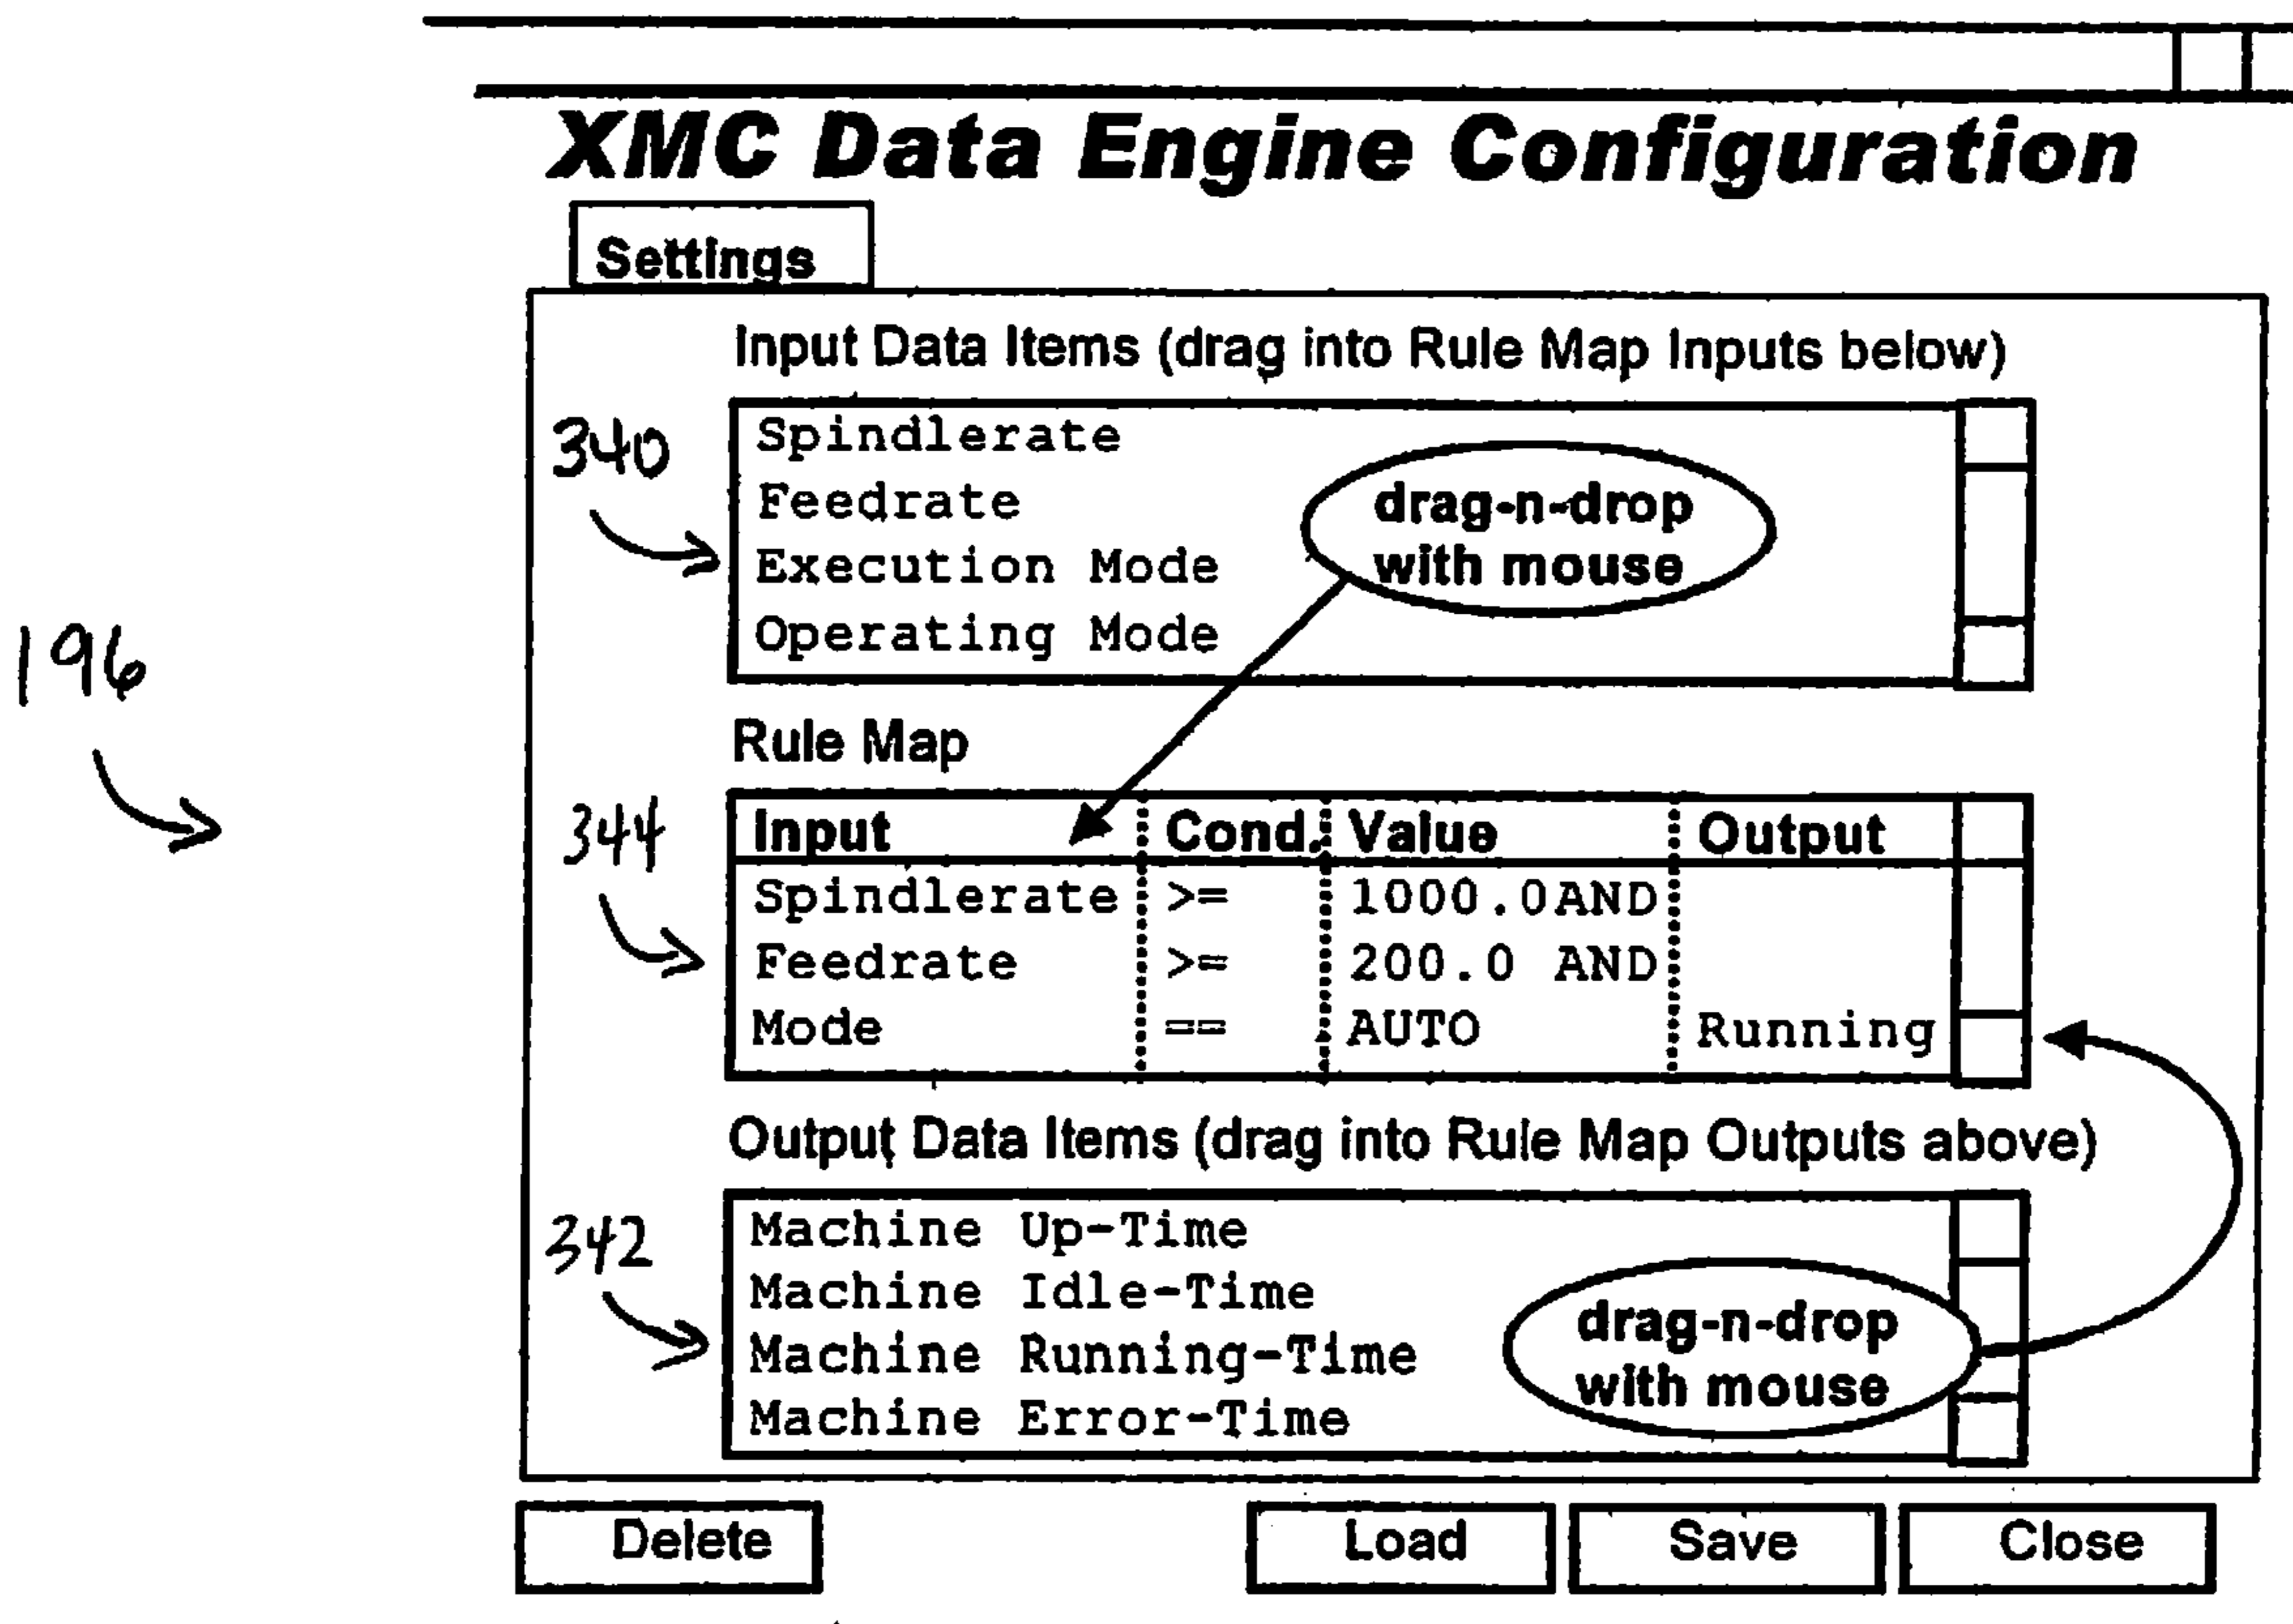 XMC Data Engine Configuration
Settings
Input Data Items (drag into Rule Map Inputs below)
340
Spindlerate
Feedrate
Execution Mode
Operating Mode
drag-n-drop
with mouse
196
Rule Map
344
Input Cond. Value Output
Spindlerate >= 1000.0AND
Feedrate >= 200.0 AND
Mode == AUTO Running
Output Data Items (drag into Rule Map Outputs above)
342
Machine Up-Time
Machine Idle-Time
Machine Running-Time
Machine Error-Time
drag-n-drop
with mouse
Delete Load Save Close